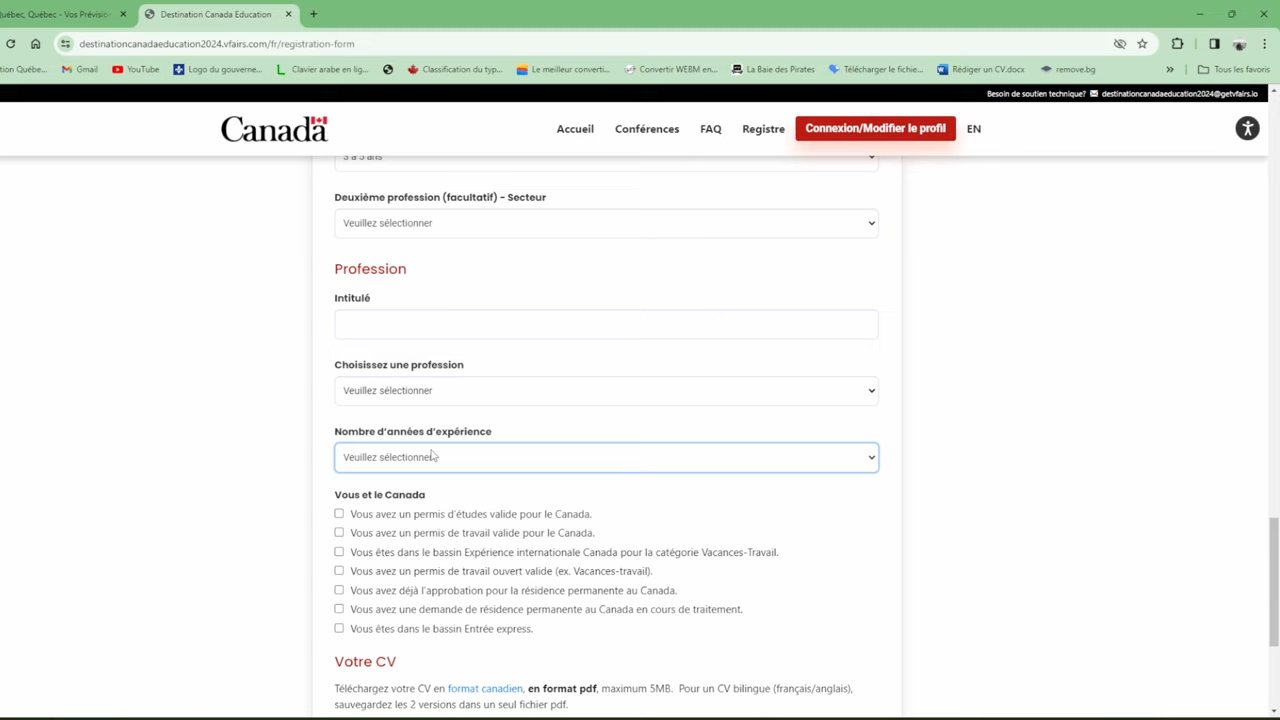 Québec, Québec - Vos Prévision
Destination Canada Education
destinationcanadaeducation2024.vfairs.com/fr/registration-form
tion Québe...
Gmail
YouTube
Logo du gouverne...
Clavier arabe en lig...
Classification du typ...
Le meilleur converti...
Convertir WEBM en...
La Baie des Pirates
Télécharger le fichie...
Rédiger un CV.docx
remove.bg
»
Tous les favoris
Besoin de soutien technique? destinationcanadaeducation2024@getvfairs.io
Canada
Accueil
Conférences
FAQ
Registre
Connexion/Modifier le profil
EN
3 à 5 ans
Deuxième profession (facultatif) - Secteur
Veuillez sélectionner
Profession
Intitulé
Choisissez une profession
Veuillez sélectionner
Nombre d'années d'expérience
Veuillez sélectionner
Vous et le Canada
Vous avez un permis d'études valide pour le Canada.
Vous avez un permis de travail valide pour le Canada.
Vous êtes dans le bassin Expérience internationale Canada pour la catégorie Vacances-Travail.
Vous avez un permis de travail ouvert valide (ex. Vacances-travail).
Vous avez déjà l'approbation pour la résidence permanente au Canada.
Vous avez une demande de résidence permanente au Canada en cours de traitement.
Vous êtes dans le bassin Entrée express.
Votre CV
Téléchargez votre CV en format canadien, en format pdf, maximum 5MB. Pour un CV bilingue (français/anglais),
sauvegardez les 2 versions dans un seul fichier pdf.